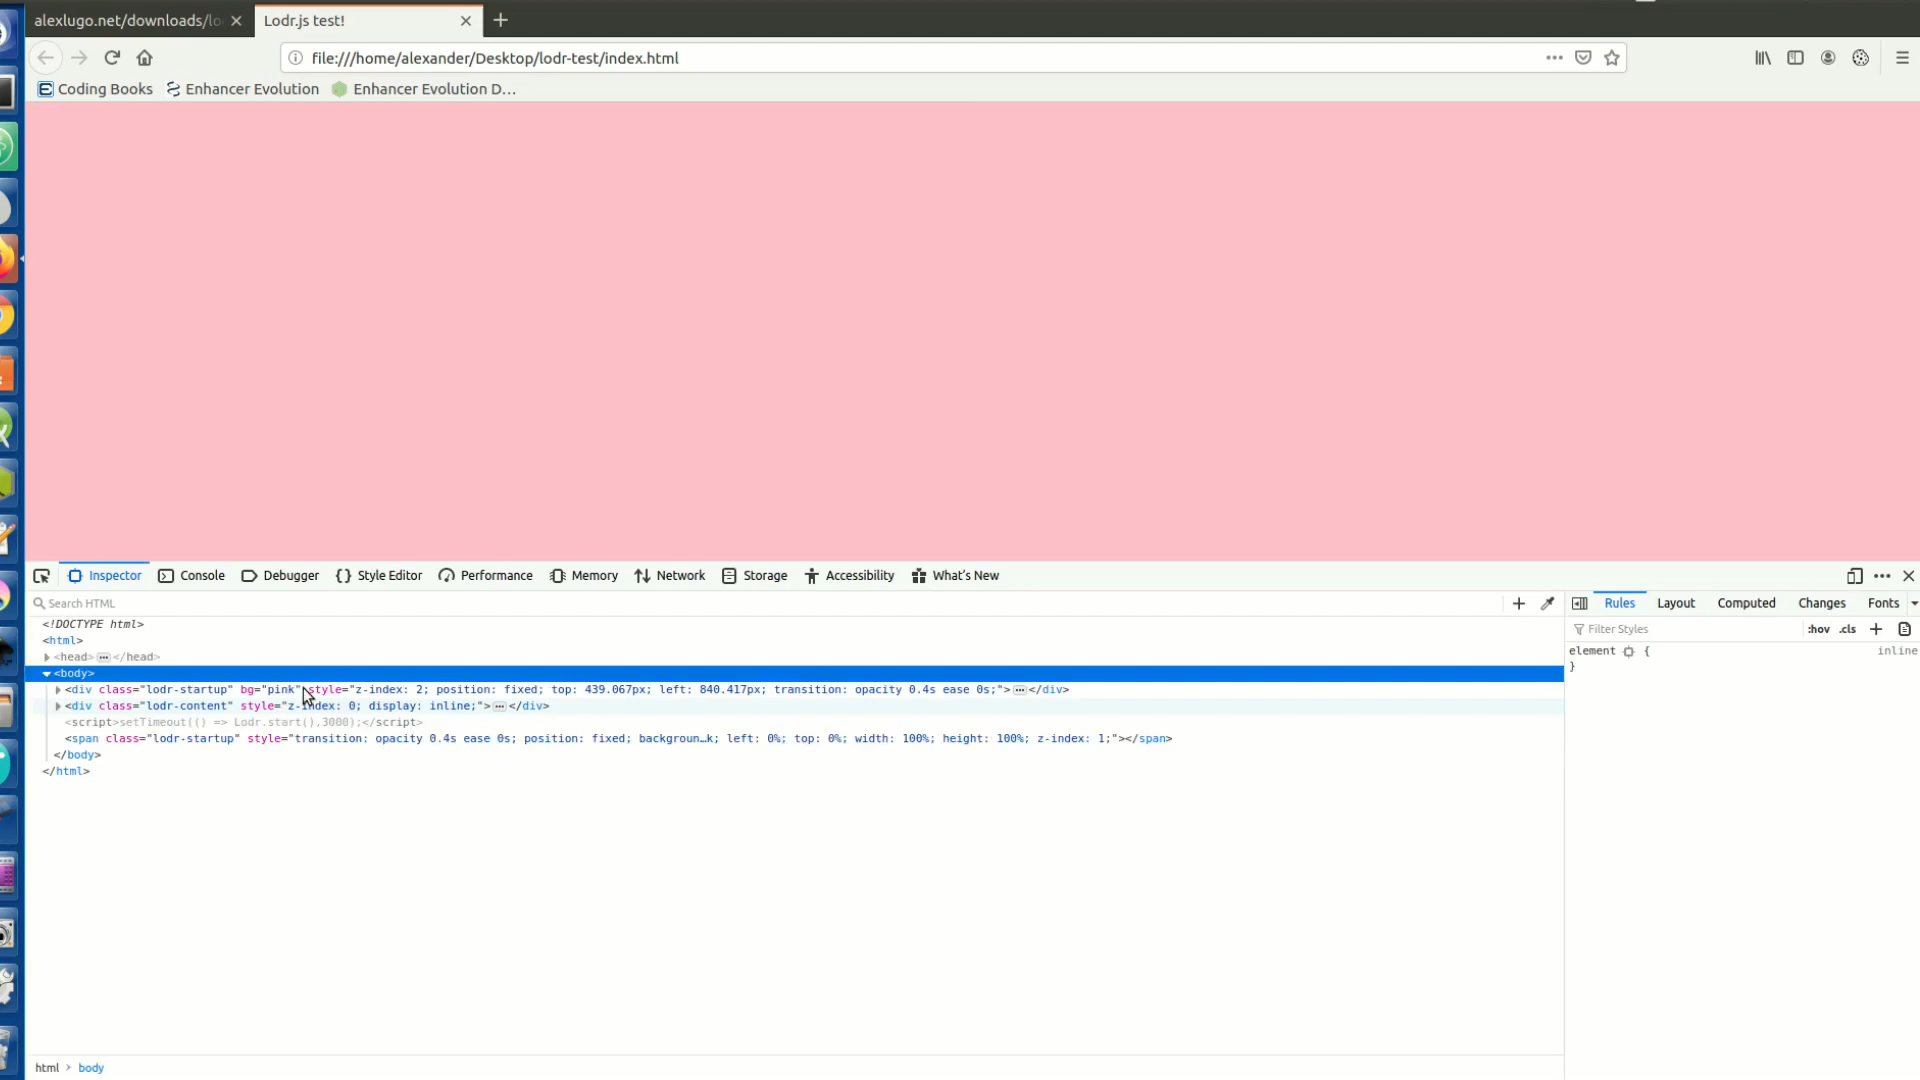 alexlugo.net/downloads/lo
Lodr.js test!
file:///home/alexander/Desktop/lodr-test/index.html
Coding Books
Enhancer Evolution
Enhancer Evolution D…
Inspector
Console
Debugger
Style Editor
Performance
Memory
Network
Storage
Accessibility
What's New
Search HTML
Rules
Layout
Computed
Changes
Fonts
Filter Styles
:hov .cls
element {
inline
}
<!DOCTYPE html>
<html>
<head> ··· </head>
<body>
<div class="lodr-startup" bg="pink" style="z-index: 2; position: fixed; top: 439.067px; left: 840.417px; transition: opacity 0.4s ease 0s;"> ··· </div>
<div class="lodr-content" style="z-index: 0; display: inline;"> ··· </div>
<script>setTimeout(() => Lodr.start(),3000);</script>
<span class="lodr-startup" style="transition: opacity 0.4s ease 0s; position: fixed; backgroun…k; left: 0%; top: 0%; width: 100%; height: 100%; z-index: 1;"></span>
</body>
</html>
html > body